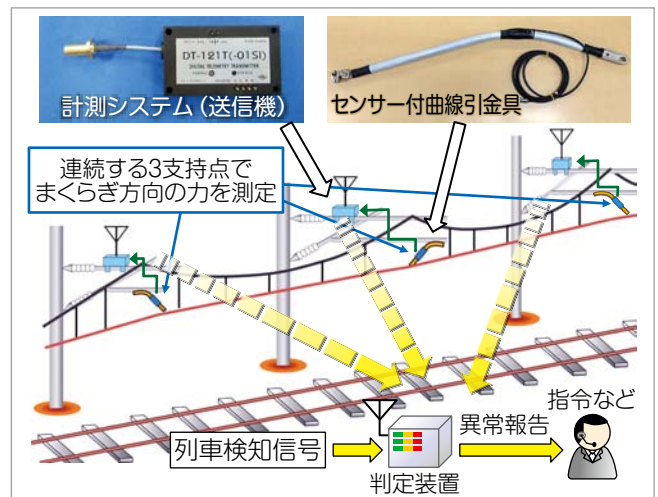 DT-121T(-01SI)
DIGITAL TELEMETRY TRANSMITTER
計測システム（送信機）
センサー付曲線引金具
連続する3支持点で
まくらぎ方向の力を測定
指令など
列車検知信号
異常報告
判定装置